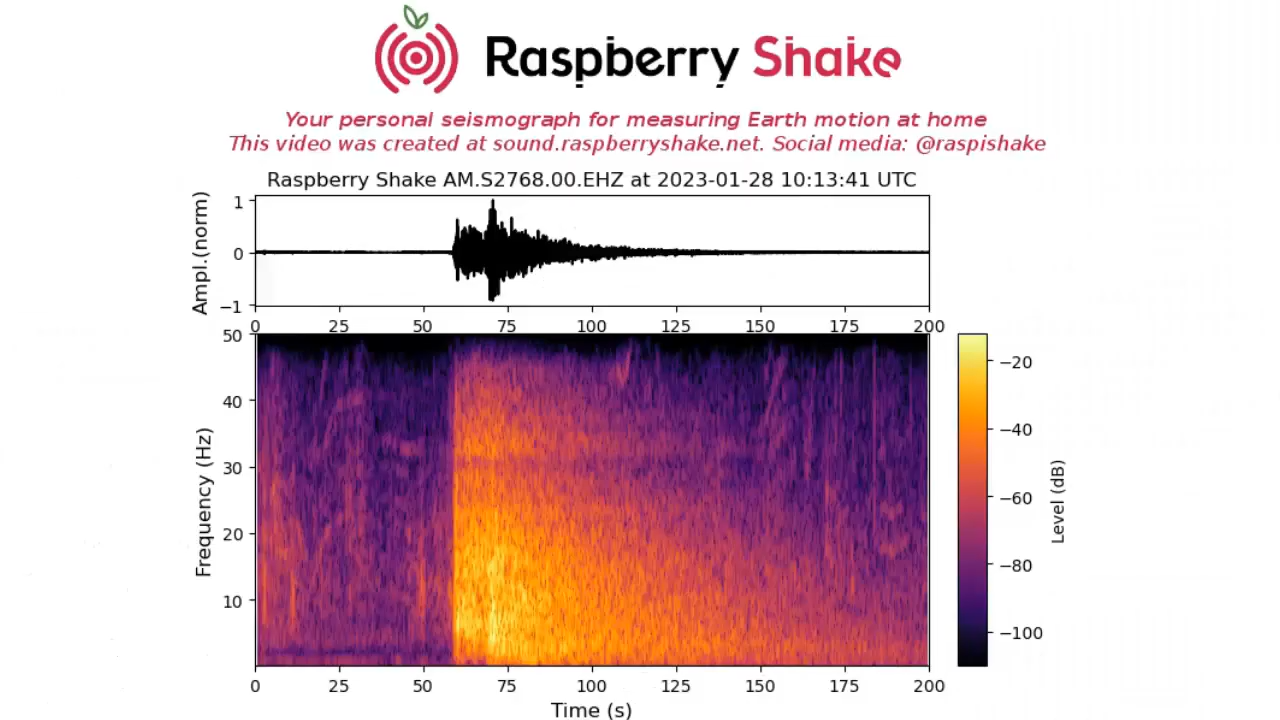 Raspberry Shake
Your personal seismograph for measuring Earth motion at home
This video was created at sound.raspberryshake.net. Social media: @raspishake
Raspberry Shake AM.S2768.00.EHZ at 2023-01-28 10:13:41 UTC
Ampl.(norm)
1
0
−1
0 25 50 75 100 125 150 175 200
Frequency (Hz)
50
40
30
20
10
0 25 50 75 100 125 150 175 200
Time (s)
−20
−40
−60
−80
−100
Level (dB)